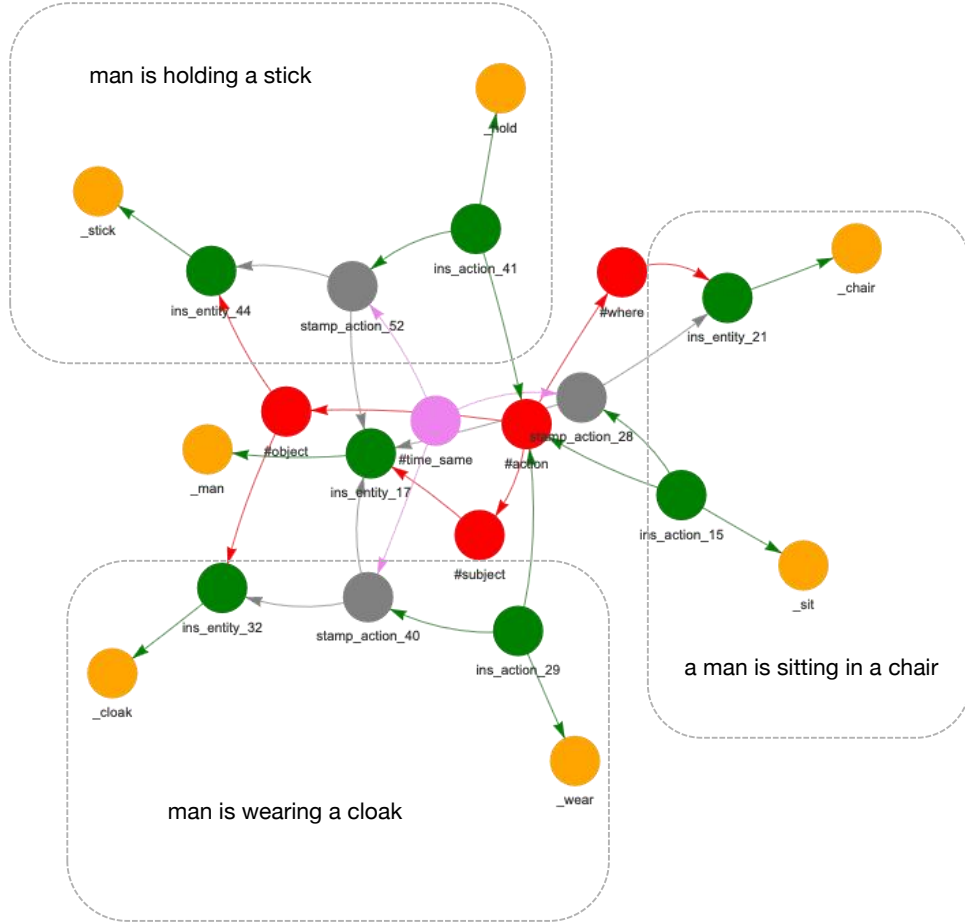 man is holding a stick
_hold
_stick
ins_action_41
_chair
ins_entity_44
#where
stamp_action_52
ins_entity_21
stamp_action_28
#object
#time_same
#action
_man
ins_entity_17
ins_action_15
#subject
_sit
ins_entity_32
stamp_action_40
ins_action_29
a man is sitting in a chair
_cloak
_wear
man is wearing a cloak